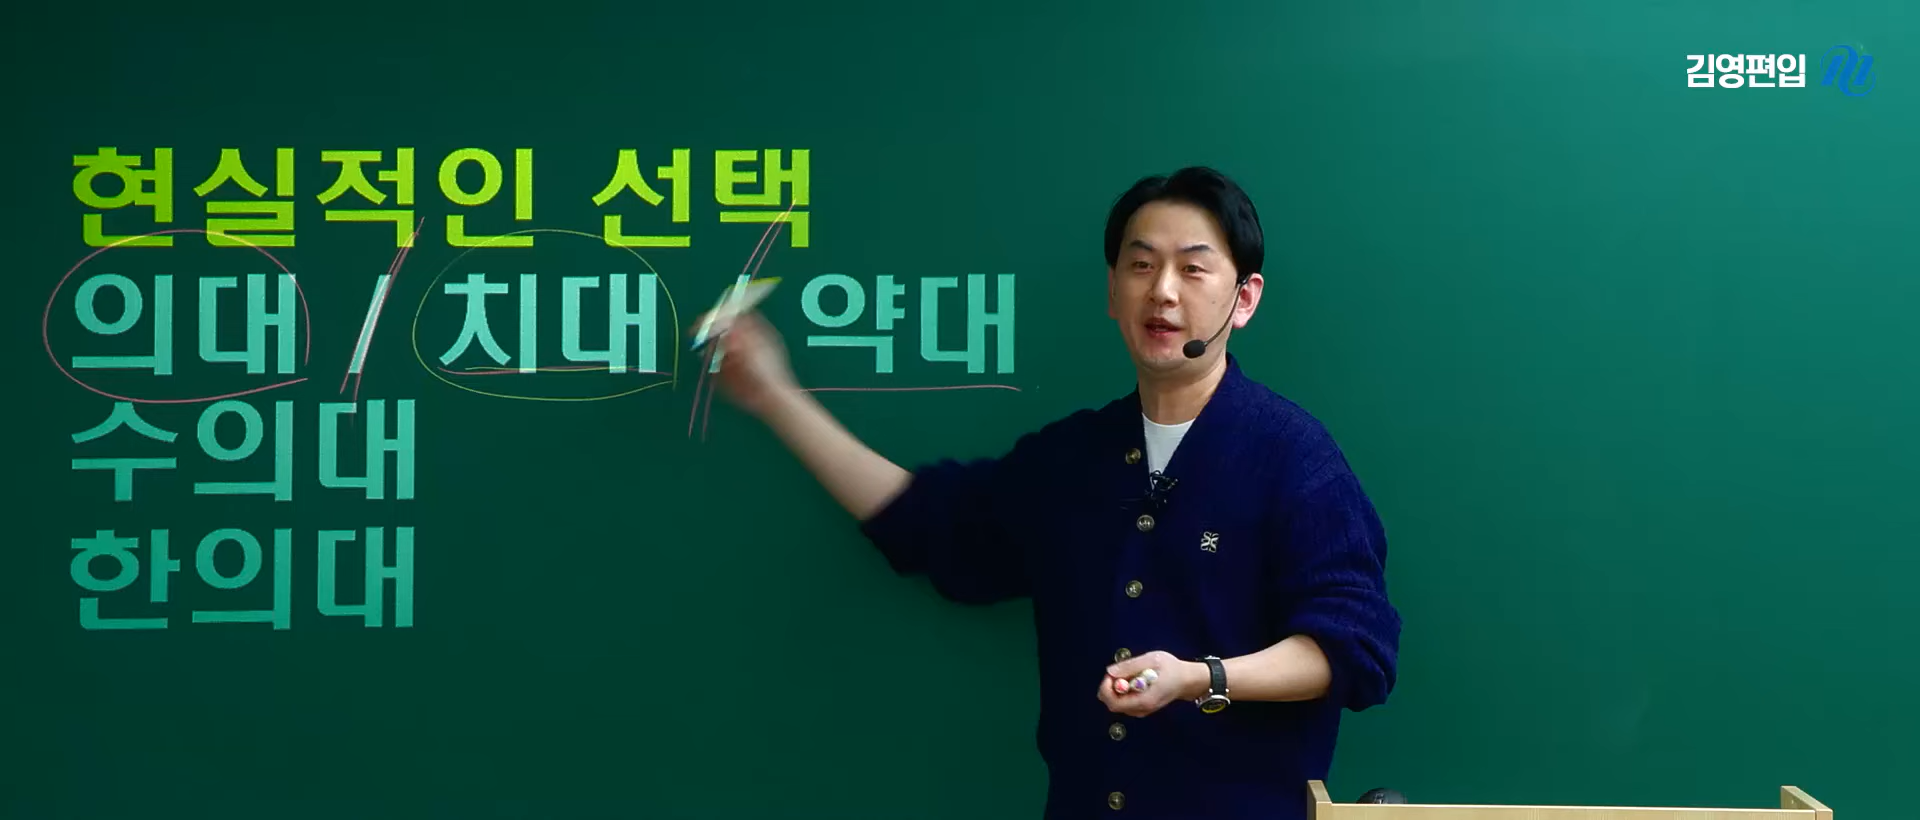 김영편입
현실적인 선택
의대 / 치대 / 약대
수의대
한의대